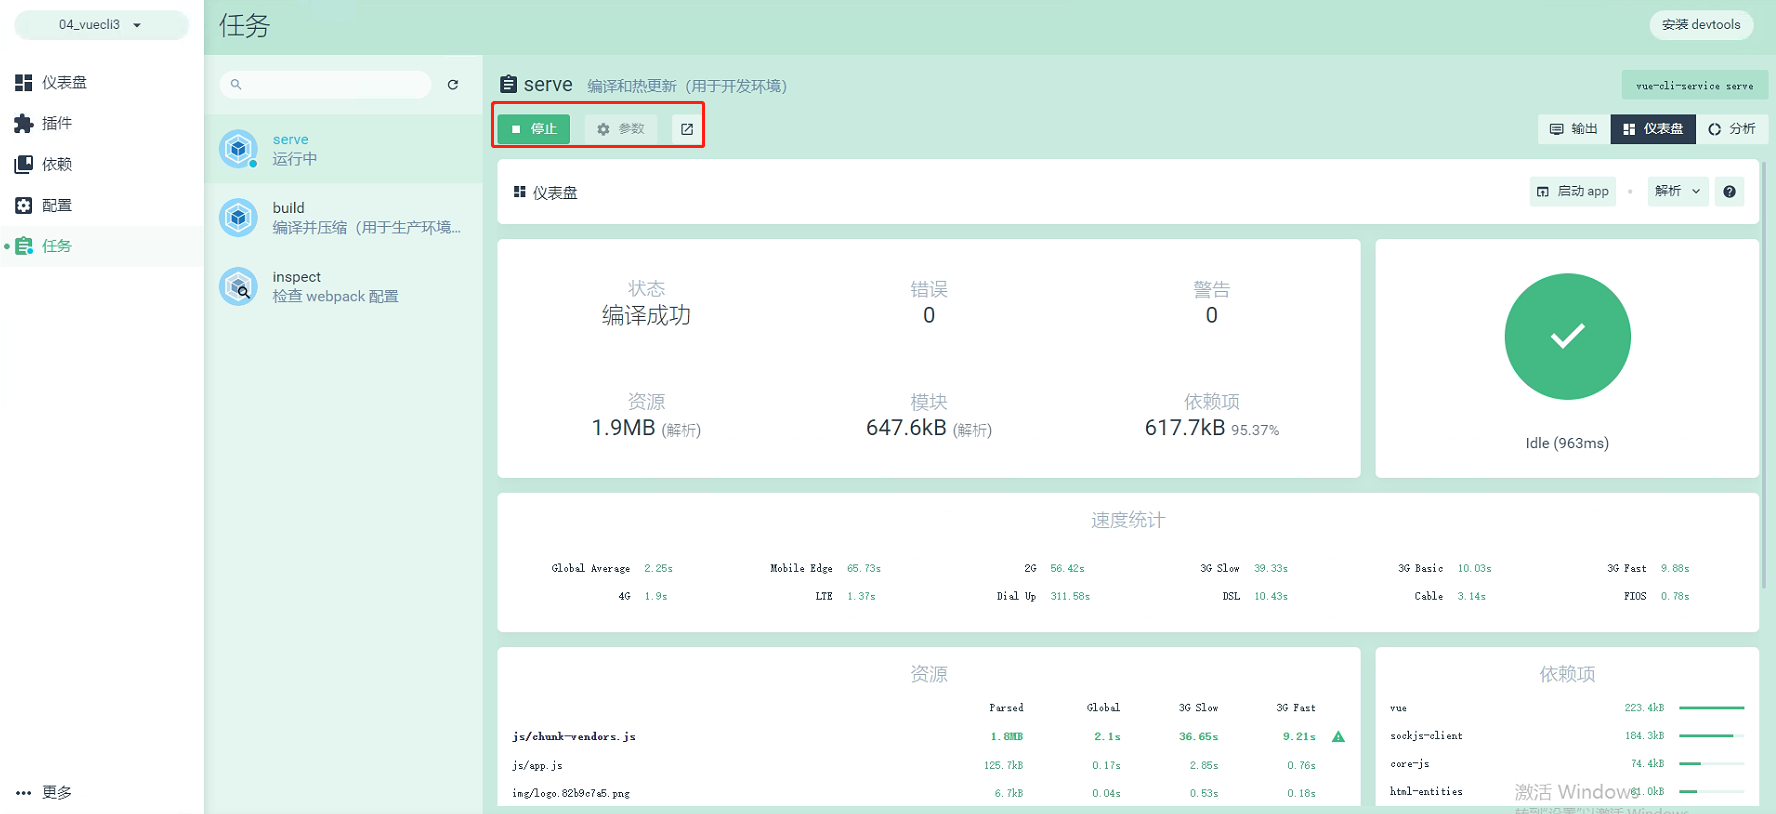 04_vuecli3
任务
安装 devtools
仪表盘
插件
依赖
配置
任务
更多
serve
运行中
build
编译并压缩（用于生产环境...
inspect
检查 webpack 配置
serve 编译和热更新（用于开发环境）
vue-cli-service serve
停止 参数
输出 仪表盘 分析
仪表盘
启动 app 解析
状态 错误 警告
编译成功 0 0
资源 模块 依赖项
1.9MB (解析) 647.6kB (解析) 617.7kB 95.37%
Idle (963ms)
速度统计
Global Average 2.25s Mobile Edge 65.73s 2G 56.42s 3G Slow 39.33s 3G Basic 10.03s 3G Fast 9.88s
4G 1.9s LTE 1.37s Dial Up 311.58s DSL 10.43s Cable 3.14s FIOS 0.78s
资源
Parsed Global 3G Slow 3G Fast
js/chunk-vendors.js 1.8MB 2.1s 36.65s 9.21s
js/app.js 125.7kB 0.17s 2.85s 0.76s
img/logo.82b9c7a5.png 6.7kB 0.04s 0.53s 0.18s
依赖项
vue 223.4kB
sockjs-client 184.3kB
core-js 74.4kB
html-entities
激活 Windows